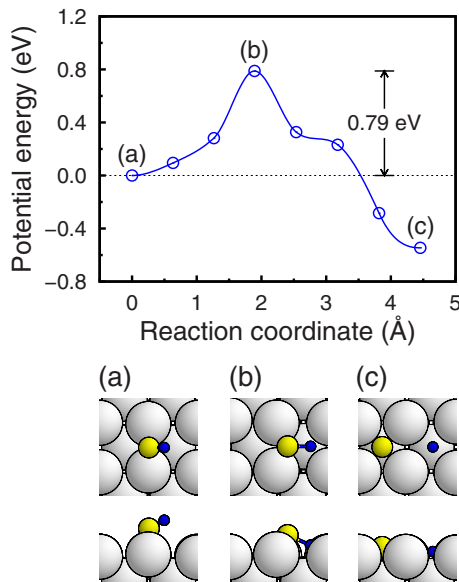 1.2
0.8
0.4
0.0
−0.4
−0.8
Potential energy (eV)
(a)
(b)
(c)
0.79 eV
0 1 2 3 4 5
Reaction coordinate (Å)
(a) (b) (c)